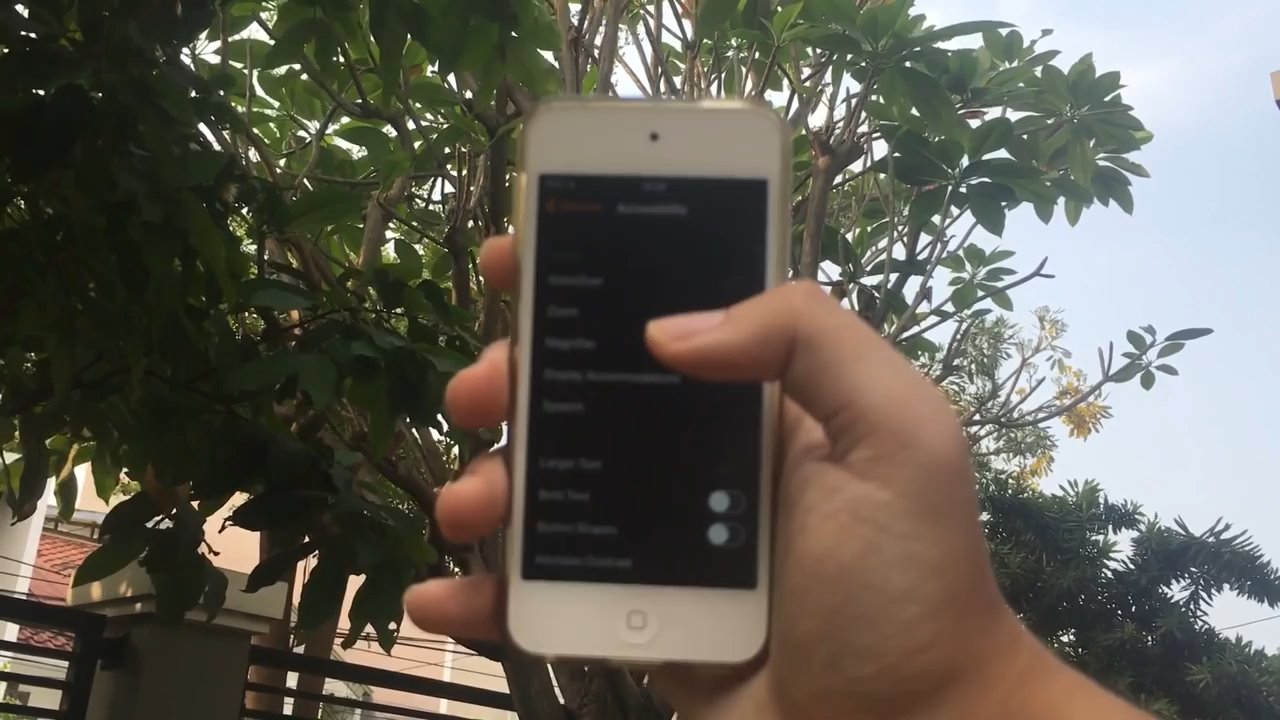 Accessibility
VoiceOver
Zoom
Magnifier
Display Accommodations
Speech
Larger Text
Bold Text
Button Shapes
Increase Contrast